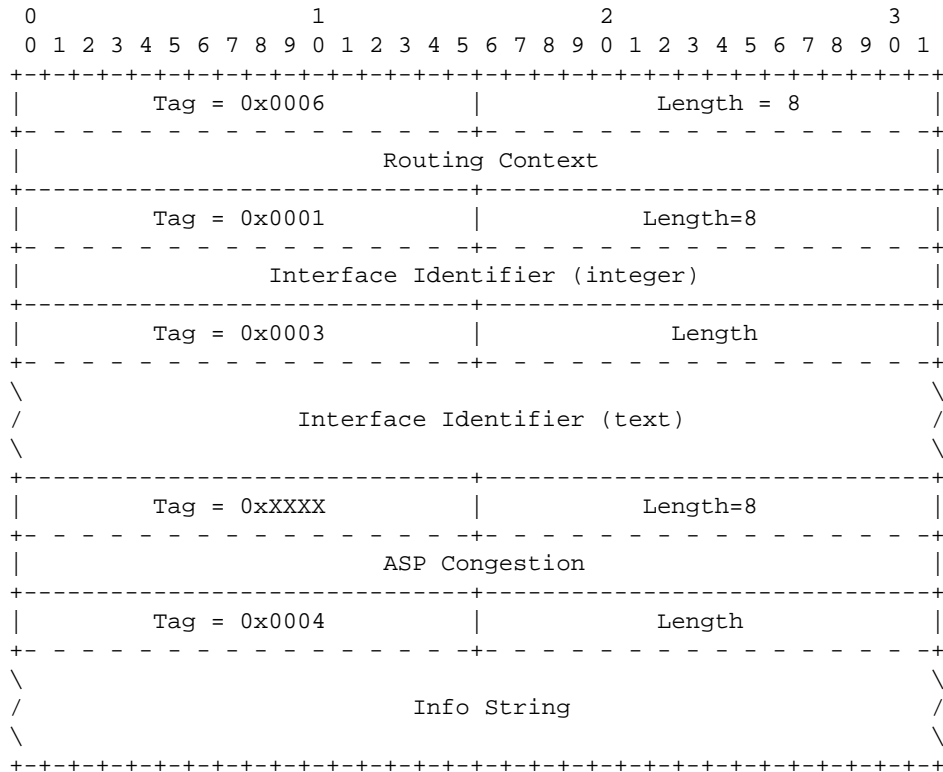 0 1 2 3
0 1 2 3 4 5 6 7 8 9 0 1 2 3 4 5 6 7 8 9 0 1 2 3 4 5 6 7 8 9 0 1
Tag = 0x0006 Length = 8
Routing Context
Tag = 0x0001 Length=8
Interface Identifier (integer)
Tag = 0x0003 Length
Interface Identifier (text)
Tag = 0xXXXX Length=8
ASP Congestion
Tag = 0x0004 Length
Info String